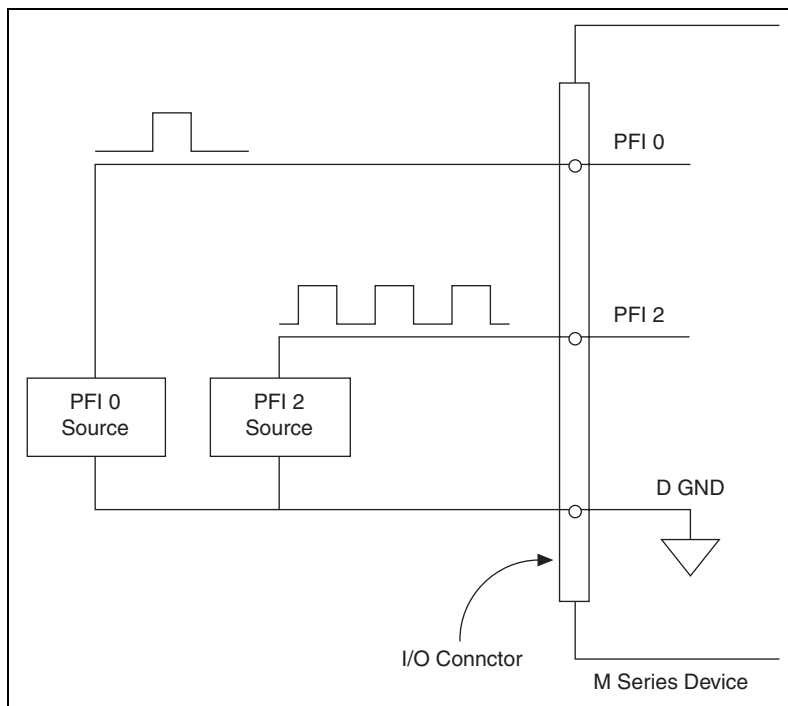 PFI 0
PFI 2
PFI 0
Source
PFI 2
Source
D GND
I/O Connctor
M Series Device